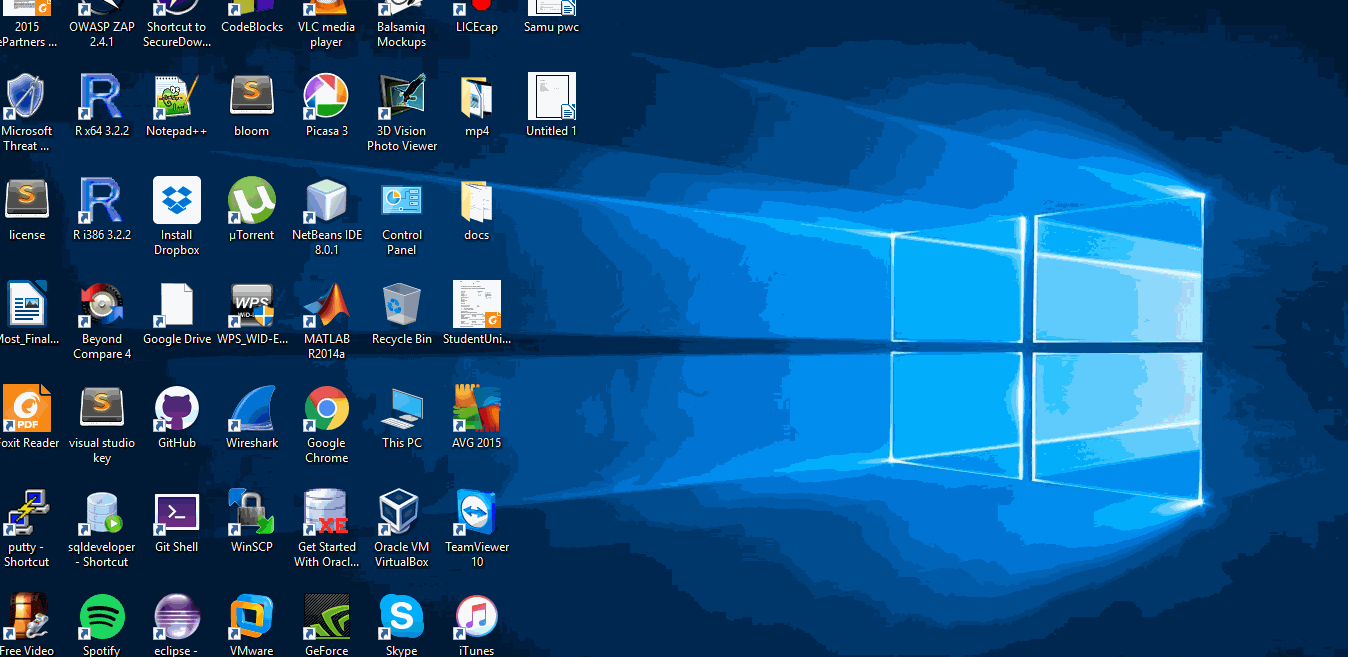 2015
ePartners ...
OWASP ZAP
2.4.1
Shortcut to
SecureDow...
CodeBlocks
VLC media
player
Balsamiq
Mockups
LICEcap
Samu pwc
Microsoft
Threat ...
R x64 3.2.2
Notepad++
bloom
Picasa 3
3D Vision
Photo Viewer
mp4
Untitled 1
license
R i386 3.2.2
Install
Dropbox
µTorrent
NetBeans IDE
8.0.1
Control
Panel
docs
Most_Final...
Beyond
Compare 4
Google Drive
WPS
WPS_WID-E...
MATLAB
R2014a
Recycle Bin
StudentUni...
PDF
Foxit Reader
visual studio
key
GitHub
Wireshark
Google
Chrome
This PC
AVG 2015
putty -
Shortcut
sqldeveloper
- Shortcut
Git Shell
WinSCP
XE
Get Started
With Oracl...
Oracle VM
VirtualBox
TeamViewer
10
Free Video
Spotify
eclipse -
VMware
GeForce
Skype
iTunes